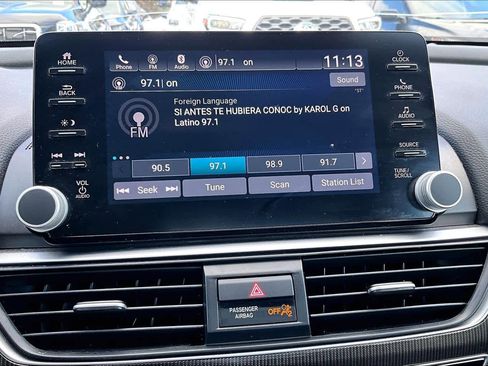 HOME
BACK
VOL
AUDIO
Phone FM Audio 97.1 on 11:13
97.1| on Sound
"ST"
Foreign Language
SI ANTES TE HUBIERA CONOC by KAROL G on
Latino 97.1
FM
90.5 97.1 98.9 91.7
Seek Tune Scan Station List
CLOCK
PHONE
AUDIO
SOURCE
TUNE/
SCROLL
PASSENGER
AIRBAG
OFF